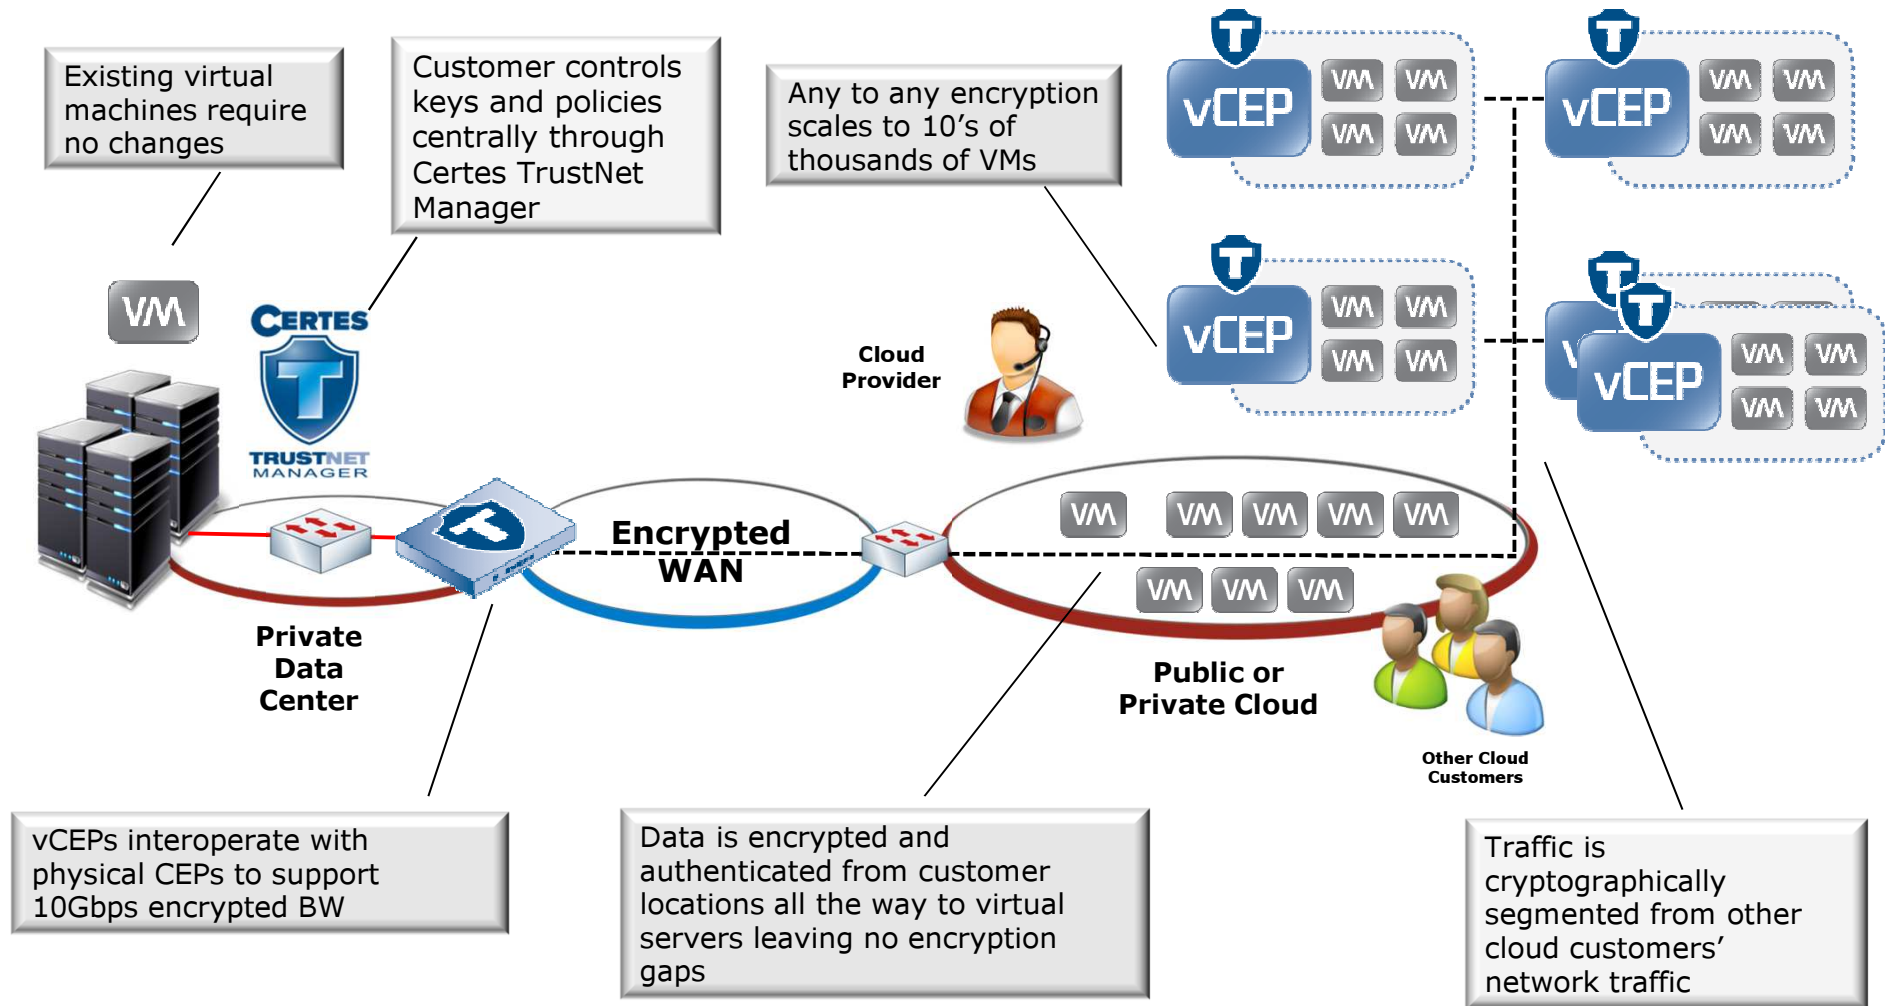 Existing virtual
machines require
no changes
Customer controls
keys and policies
centrally through
Certes TrustNet
Manager
Any to any encryption
scales to 10's of
thousands of VMs
T
vCEP
VM VM
VM VM
T
vCEP
VM VM
VM VM
T
vCEP
VM VM
VM VM
T
T
vCEP
VM VM
VM VM
VM
CERTES
T
TRUSTNET
MANAGER
Cloud
Provider
T
Encrypted
WAN
VM VM VM VM VM
VM VM VM
Private
Data
Center
Public or
Private Cloud
Other Cloud
Customers
vCEPs interoperate with
physical CEPs to support
10Gbps encrypted BW
Data is encrypted and
authenticated from customer
locations all the way to virtual
servers leaving no encryption
gaps
Traffic is
cryptographically
segmented from other
cloud customers’
network traffic